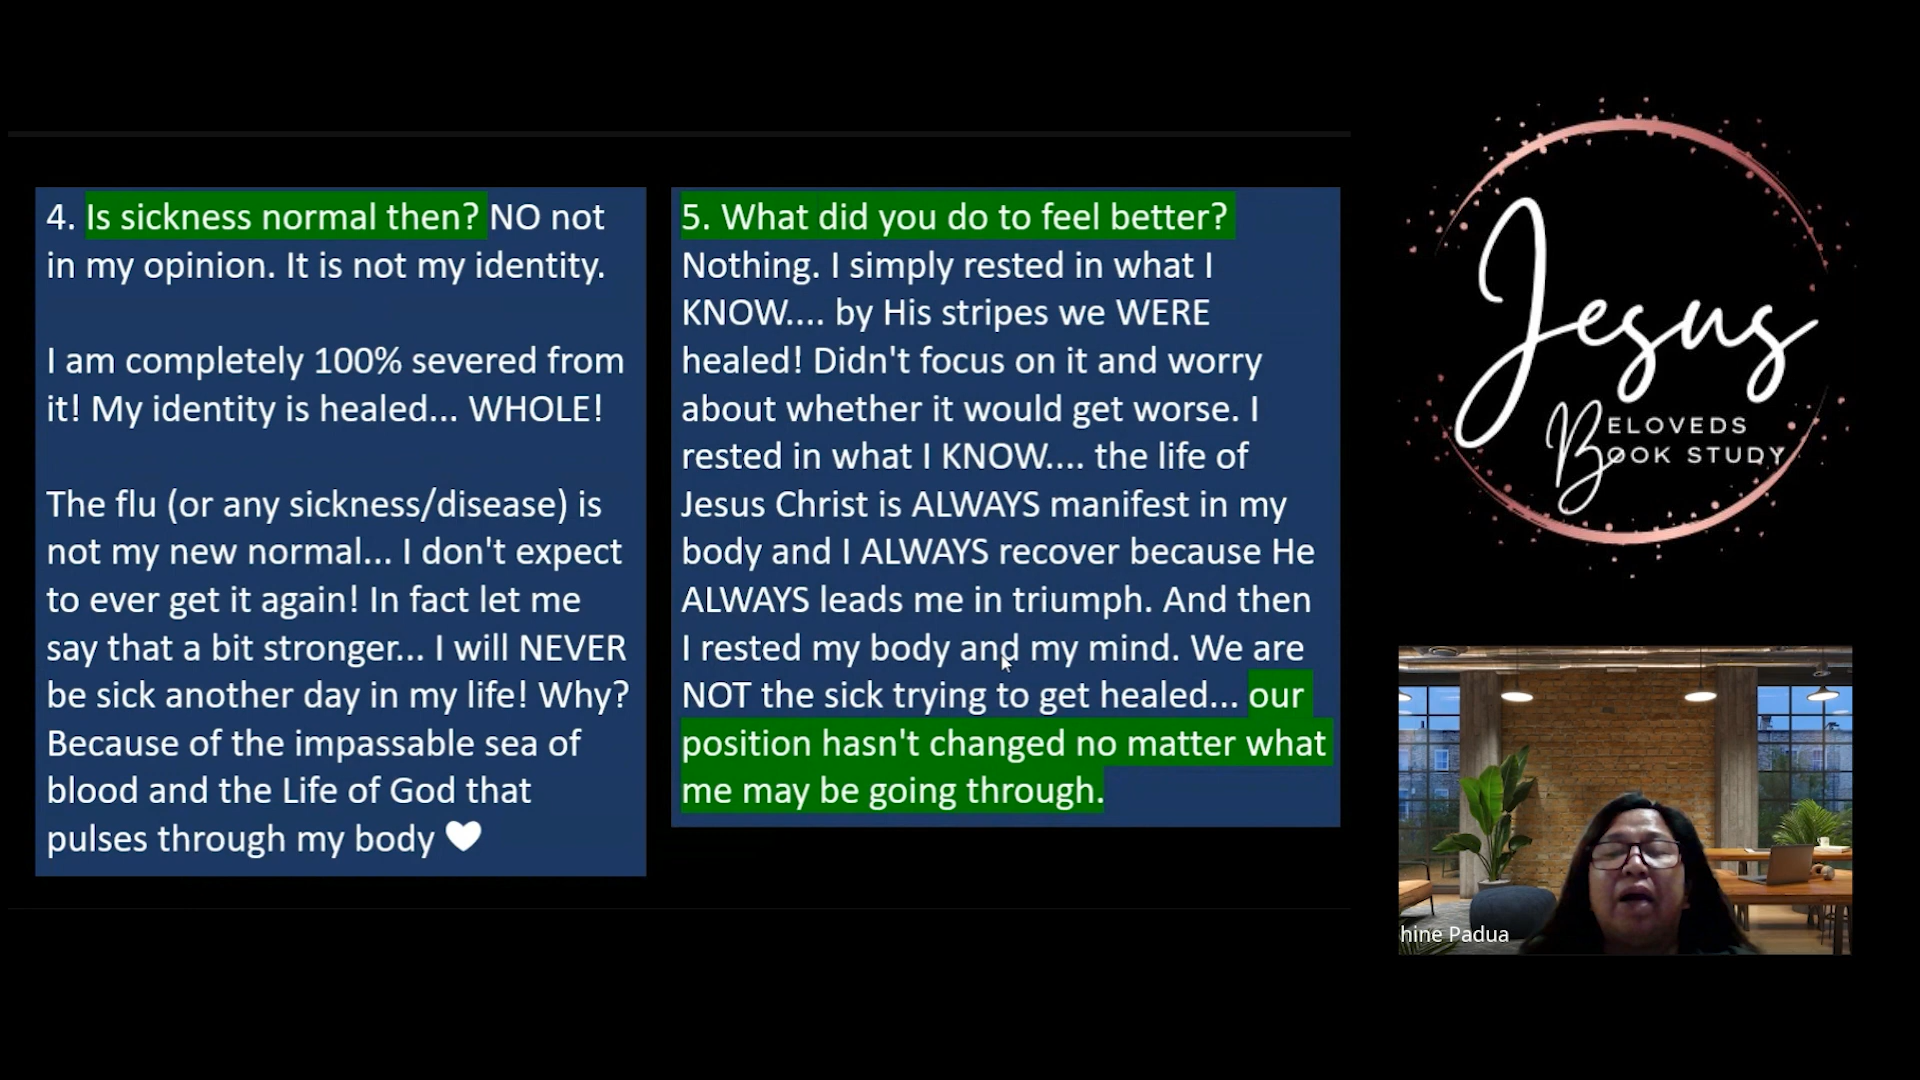 4. Is sickness normal then? NO not
in my opinion. It is not my identity.
I am completely 100% severed from
it! My identity is healed... WHOLE!
The flu (or any sickness/disease) is
not my new normal... I don't expect
to ever get it again! In fact let me
say that a bit stronger... I will NEVER
be sick another day in my life! Why?
Because of the impassable sea of
blood and the Life of God that
pulses through my body ♥
5. What did you do to feel better?
Nothing. I simply rested in what I
KNOW.... by His stripes we WERE
healed! Didn't focus on it and worry
about whether it would get worse. I
rested in what I KNOW.... the life of
Jesus Christ is ALWAYS manifest in my
body and I ALWAYS recover because He
ALWAYS leads me in triumph. And then
I rested my body and my mind. We are
NOT the sick trying to get healed... our
position hasn't changed no matter what
me may be going through.
Jesus
BELOVEDS
BOOK STUDY
hine Padua